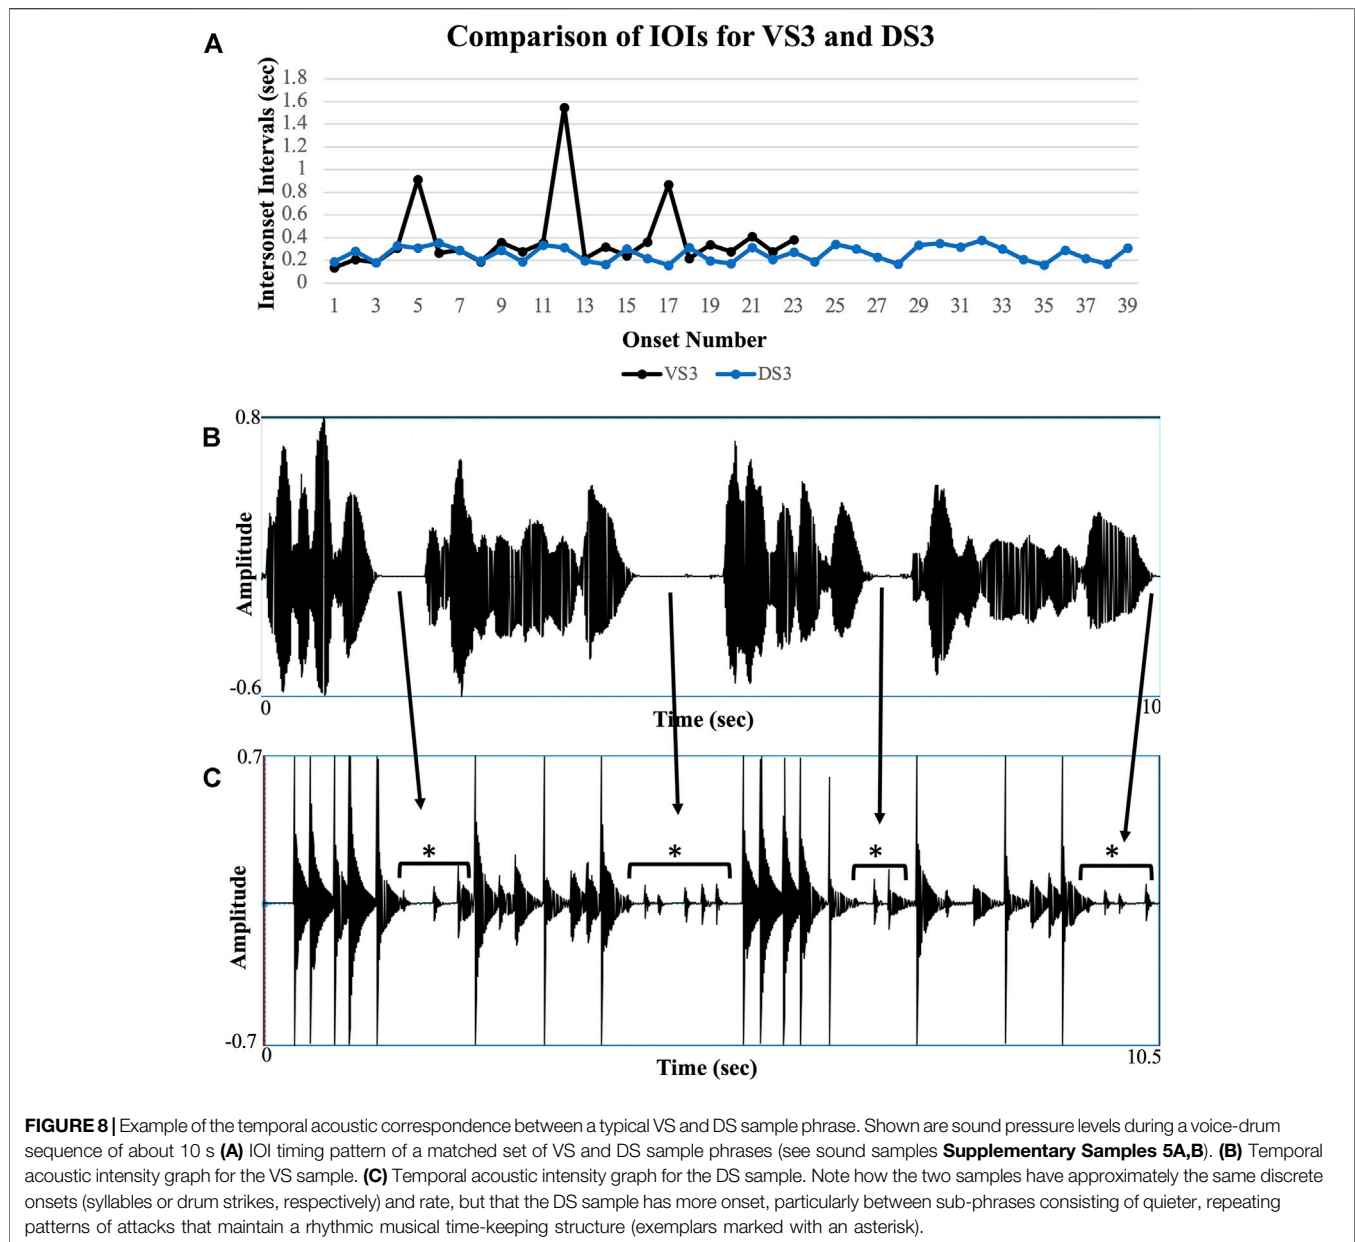 A
Comparison of IOIs for VS3 and DS3
Intersonset Intervals (sec)
1.8
1.6
1.4
1.2
1
0.8
0.6
0.4
0.2
0
1 3 5 7 9 11 13 15 17 19 21 23 25 27 29 31 33 35 37 39
Onset Number
VS3 DS3
B
0.8
Amplitude
-0.6
0 10
Time (sec)
C
0.7
Amplitude
* * * *
-0.7
0 10.5
Time (sec)
FIGURE 8 | Example of the temporal acoustic correspondence between a typical VS and DS sample phrase. Shown are sound pressure levels during a voice-drum
sequence of about 10 s (A) IOI timing pattern of a matched set of VS and DS sample phrases (see sound samples Supplementary Samples 5A,B). (B) Temporal
acoustic intensity graph for the VS sample. (C) Temporal acoustic intensity graph for the DS sample. Note how the two samples have approximately the same discrete
onsets (syllables or drum strikes, respectively) and rate, but that the DS sample has more onset, particularly between sub-phrases consisting of quieter, repeating
patterns of attacks that maintain a rhythmic musical time-keeping structure (exemplars marked with an asterisk).